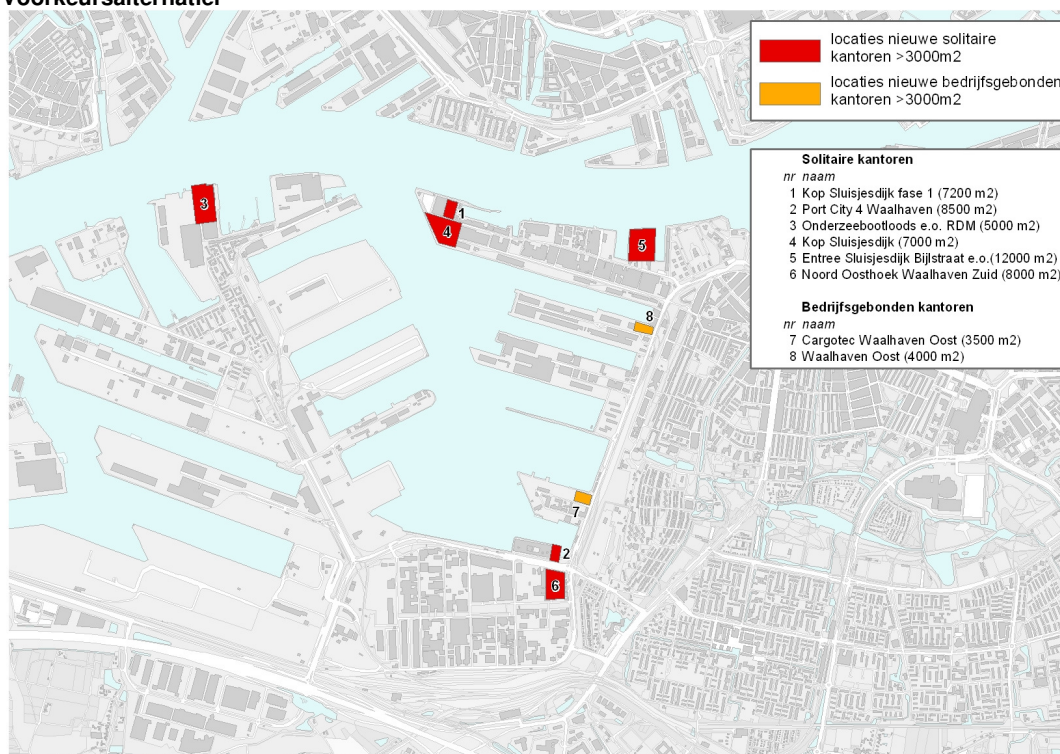 Voorkeursalternatief
locaties nieuwe solitaire
kantoren >3000m2
locaties nieuwe bedrijfsgebonden
kantoren >3000m2
Solitaire kantoren
nr naam
1 Kop Sluisjesdijk fase 1 (7200 m2)
2 Port City 4 Waalhaven (8500 m2)
3 Onderzeebootloods e.o. RDM (5000 m2)
4 Kop Sluisjesdijk (7000 m2)
5 Entree Sluisjesdijk Bijlstraat e.o.(12000 m2)
6 Noord Oosthoek Waalhaven Zuid (8000 m2)
Bedrijfsgebonden kantoren
nr naam
7 Cargotec Waalhaven Oost (3500 m2)
8 Waalhaven Oost (4000 m2)
3
1
4
5
8
7
2
6